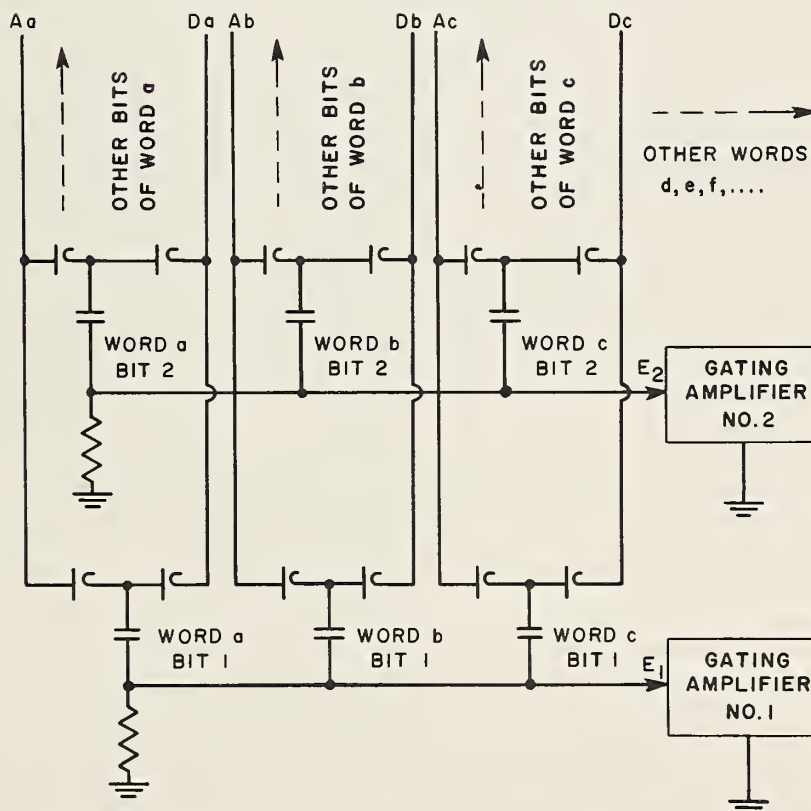 Aa Da Ab Db Ac Dc
OTHER BITS
OF WORD a
OTHER BITS
OF WORD b
OTHER BITS
OF WORD c
OTHER WORDS
d, e, f, ....
WORD a
BIT 2
WORD b
BIT 2
WORD c
BIT 2
E2
GATING
AMPLIFIER
NO. 2
WORD a
BIT 1
WORD b
BIT 1
WORD c
BIT 1
E1
GATING
AMPLIFIER
NO. 1